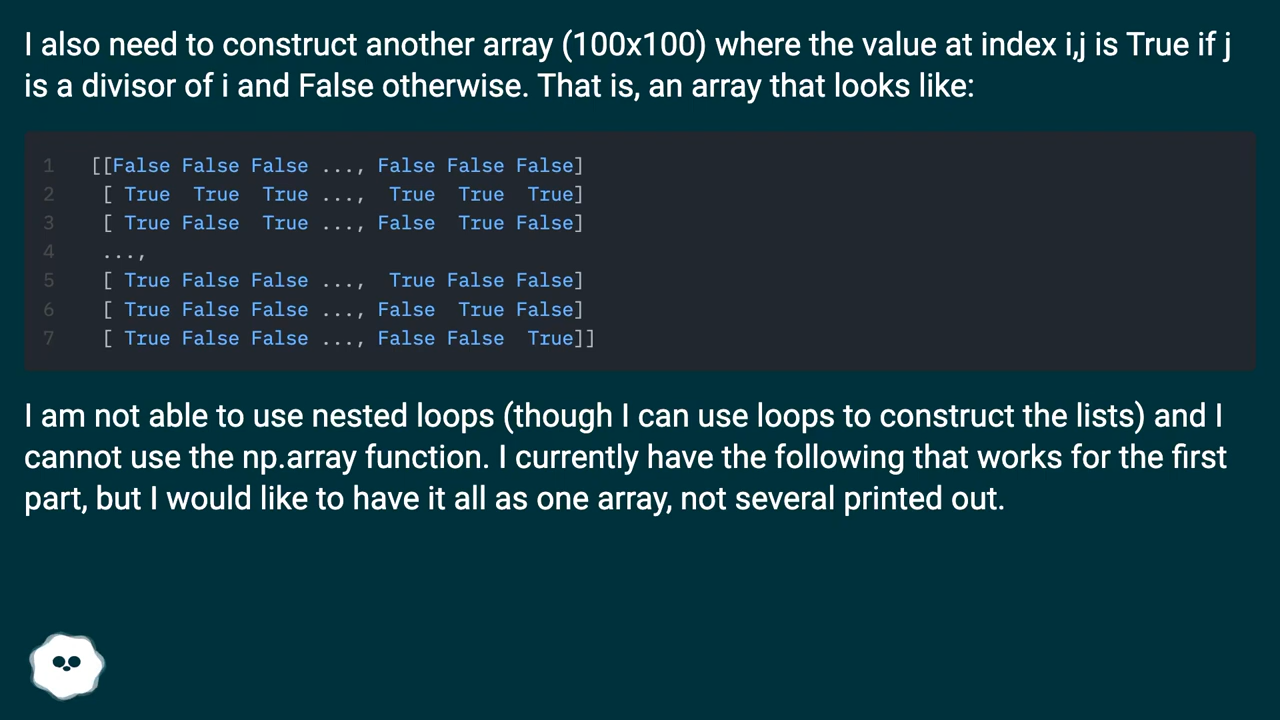 I also need to construct another array (100x100) where the value at index i,j is True if j
is a divisor of i and False otherwise. That is, an array that looks like:
1 [[False False False ..., False False False]
2 [ True True True ..., True True True]
3 [ True False True ..., False True False]
4 ...,
5 [ True False False ..., True False False]
6 [ True False False ..., False True False]
7 [ True False False ..., False False True]]
I am not able to use nested loops (though I can use loops to construct the lists) and I
cannot use the np.array function. I currently have the following that works for the first
part, but I would like to have it all as one array, not several printed out.